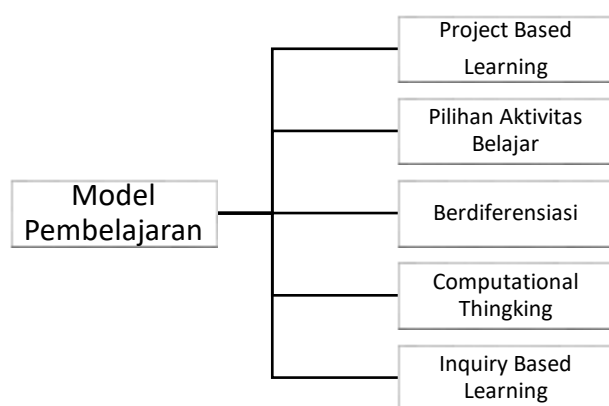 Project Based
Learning
Pilihan Aktivitas
Belajar
Model
Pembelajaran
Berdiferensiasi
Computational
Thingking
Inquiry Based
Learning